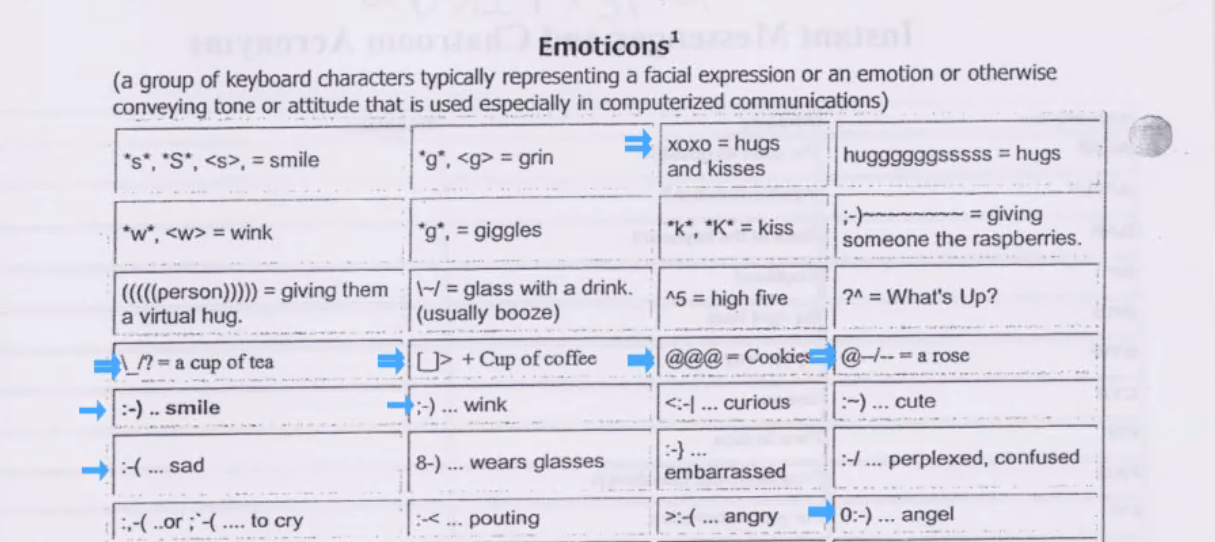 Emoticons¹
(a group of keyboard characters typically representing a facial expression or an emotion or otherwise
conveying tone or attitude that is used especially in computerized communications)
*s*, *S*, <s>, = smile
*g*, <g> = grin
xoxo = hugs
and kisses
hugggggggsssss = hugs
*w*, <w> = wink
*g*, = giggles
*k*, *K* = kiss
;-)~~~~~~~~ = giving
someone the raspberries.
(((((person))))) = giving them
a virtual hug.
\~/ = glass with a drink.
(usually booze)
^5 = high five
?^ = What's Up?
\_/? = a cup of tea
[_]> + Cup of coffee
@@@ = Cookies
@--/-- = a rose
:-) .. smile
;-) ... wink
<:-| ... curious
:~) ... cute
:-( ... sad
8-) ... wears glasses
:-} ...
embarrassed
:-/ ... perplexed, confused
:,-( ..or ;~-( .... to cry
:-< ... pouting
>:-( ... angry
0:-) ... angel